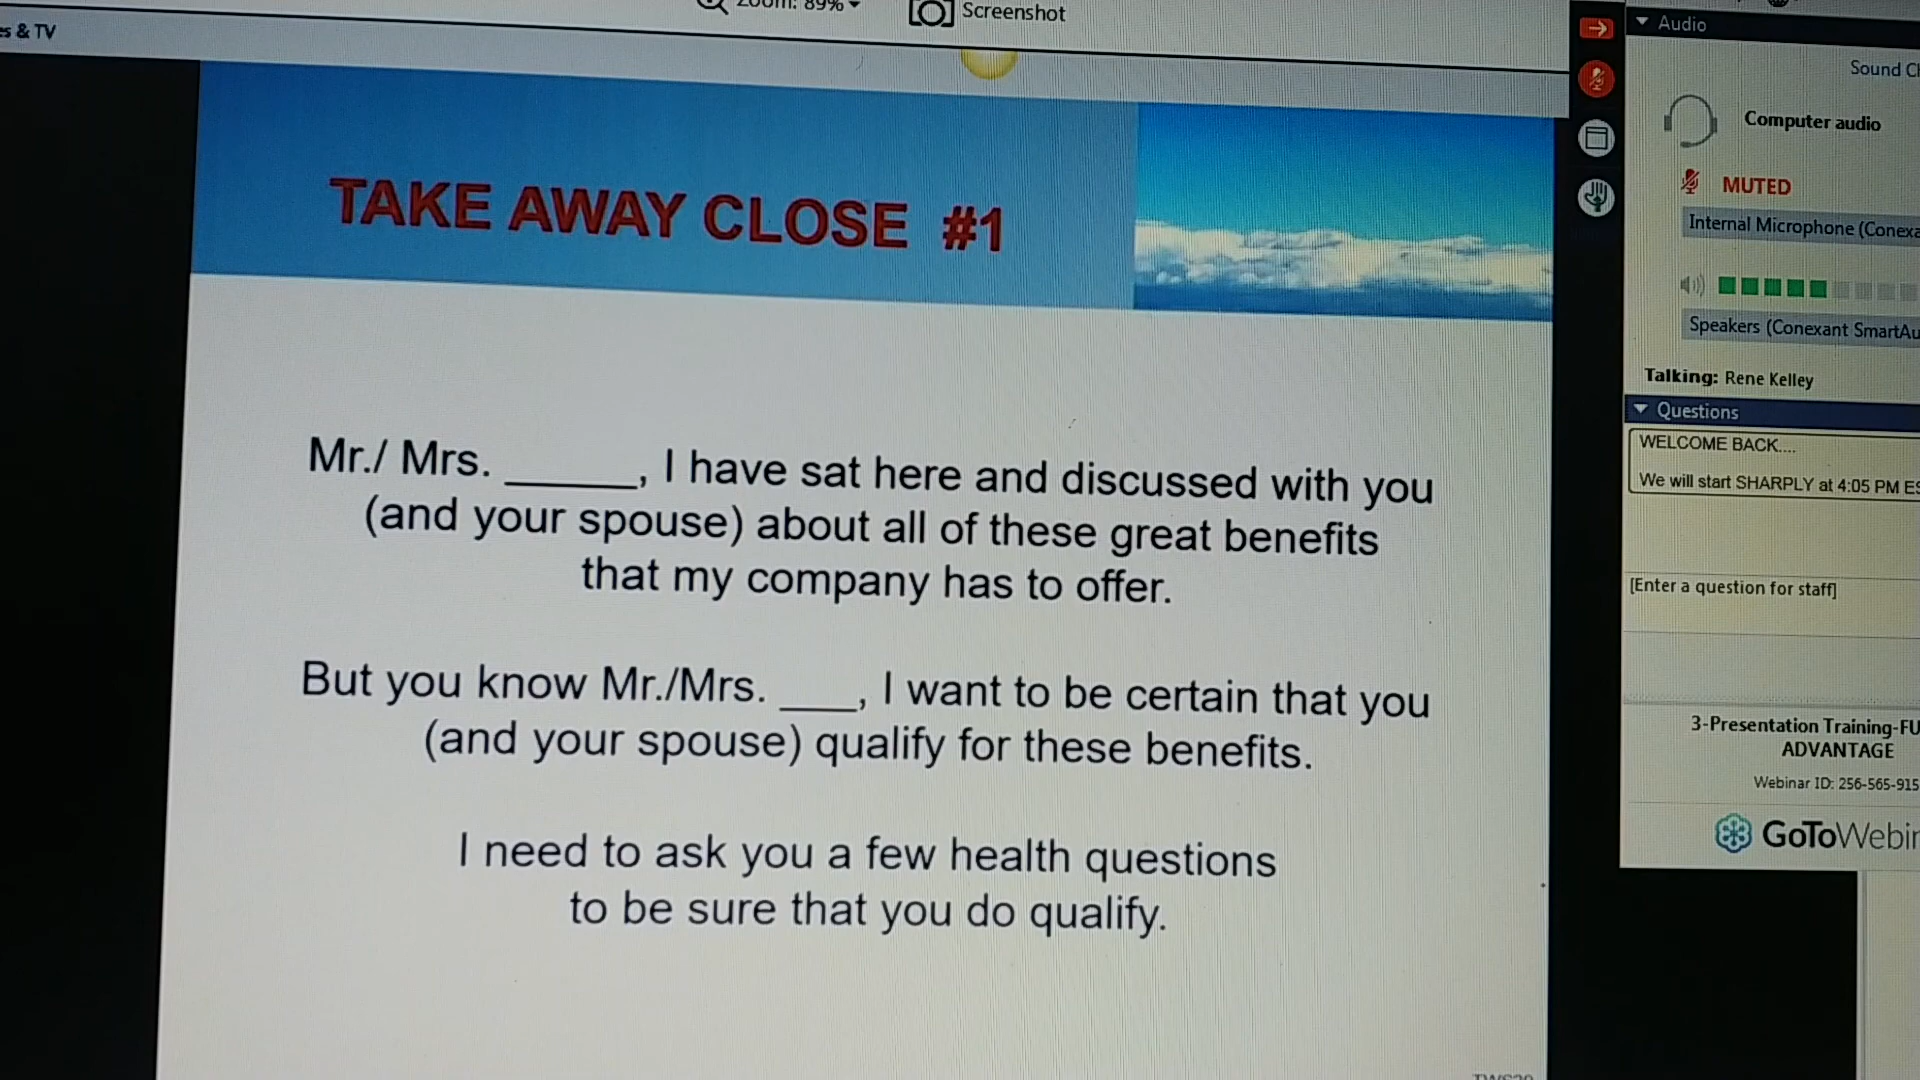 Zoom: 89%
Screenshot
& TV
TAKE AWAY CLOSE #1
Mr./ Mrs. ______, I have sat here and discussed with you
(and your spouse) about all of these great benefits
that my company has to offer.
But you know Mr./Mrs. ____, I want to be certain that you
(and your spouse) qualify for these benefits.
I need to ask you a few health questions
to be sure that you do qualify.
Audio
Sound
Computer audio
MUTED
Internal Microphone (Conexa
Speakers (Conexant SmartAu
Talking: Rene Kelley
Questions
WELCOME BACK....
We will start SHARPLY at 4:05 PM ES
[Enter a question for staff]
3-Presentation Training-FU
ADVANTAGE
Webinar ID: 256-565-915
GoToWebin